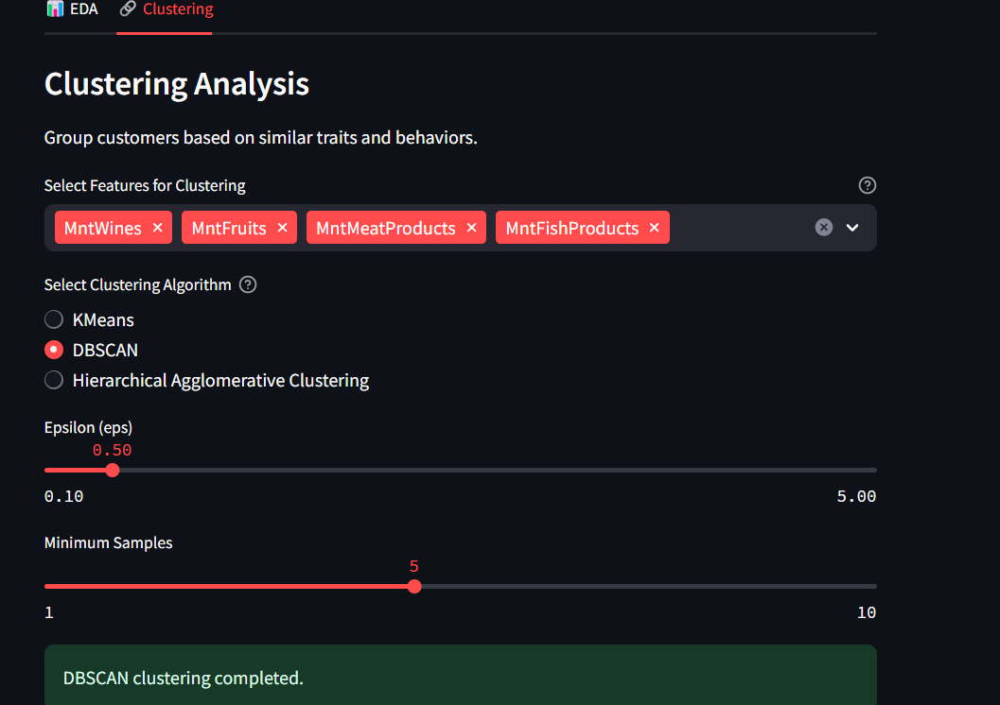 EDA Clustering
Clustering Analysis
Group customers based on similar traits and behaviors.
Select Features for Clustering
MntWines × MntFruits × MntMeatProducts × MntFishProducts ×
Select Clustering Algorithm
KMeans
DBSCAN
Hierarchical Agglomerative Clustering
Epsilon (eps)
0.50
0.10 5.00
Minimum Samples
5
1 10
DBSCAN clustering completed.